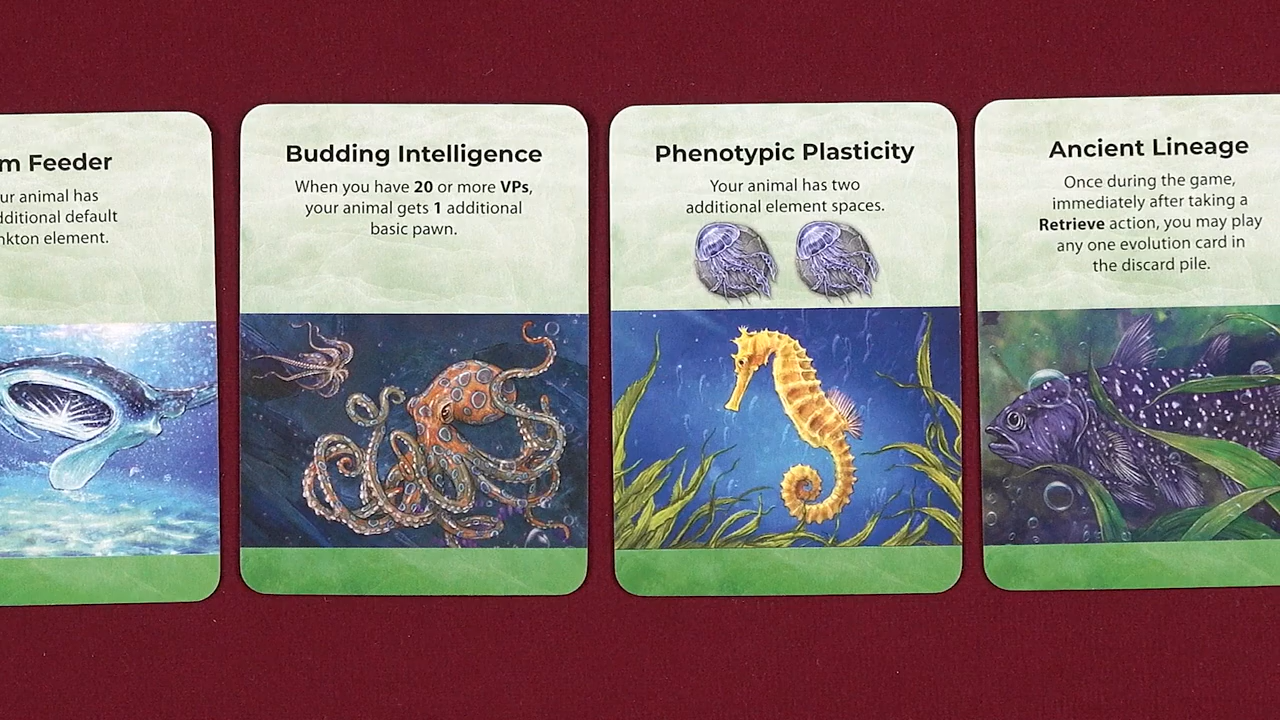 m Feeder
ur animal has
dditional default
nkton element.
Budding Intelligence
When you have 20 or more VPs,
your animal gets 1 additional
basic pawn.
Phenotypic Plasticity
Your animal has two
additional element spaces.
Ancient Lineage
Once during the game,
immediately after taking a
Retrieve action, you may play
any one evolution card in
the discard pile.